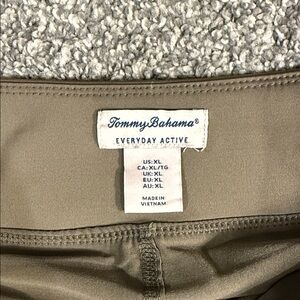 Tommy Bahama®
EVERYDAY ACTIVE
US: XL
CA: XL/TG
UK: XL
EU: XL
AU: XL
MADE IN
VIETNAM